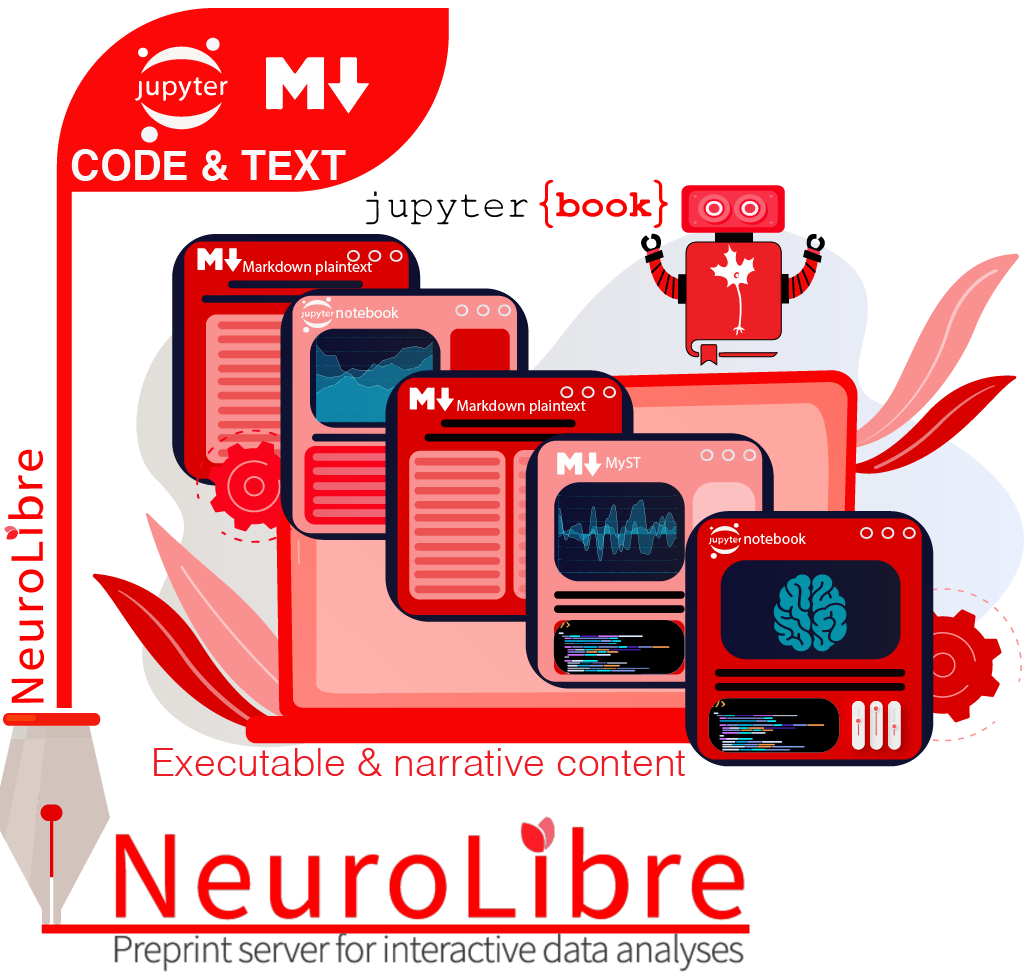 jupyter
M
CODE & TEXT
jupyter {book}
M Markdown plaintext
jupyter notebook
M Markdown plaintext
M MyST
</>
jupyter notebook
</>
NeuroLibre
Executable & narrative content
NeuroLibre
Preprint server for interactive data analyses